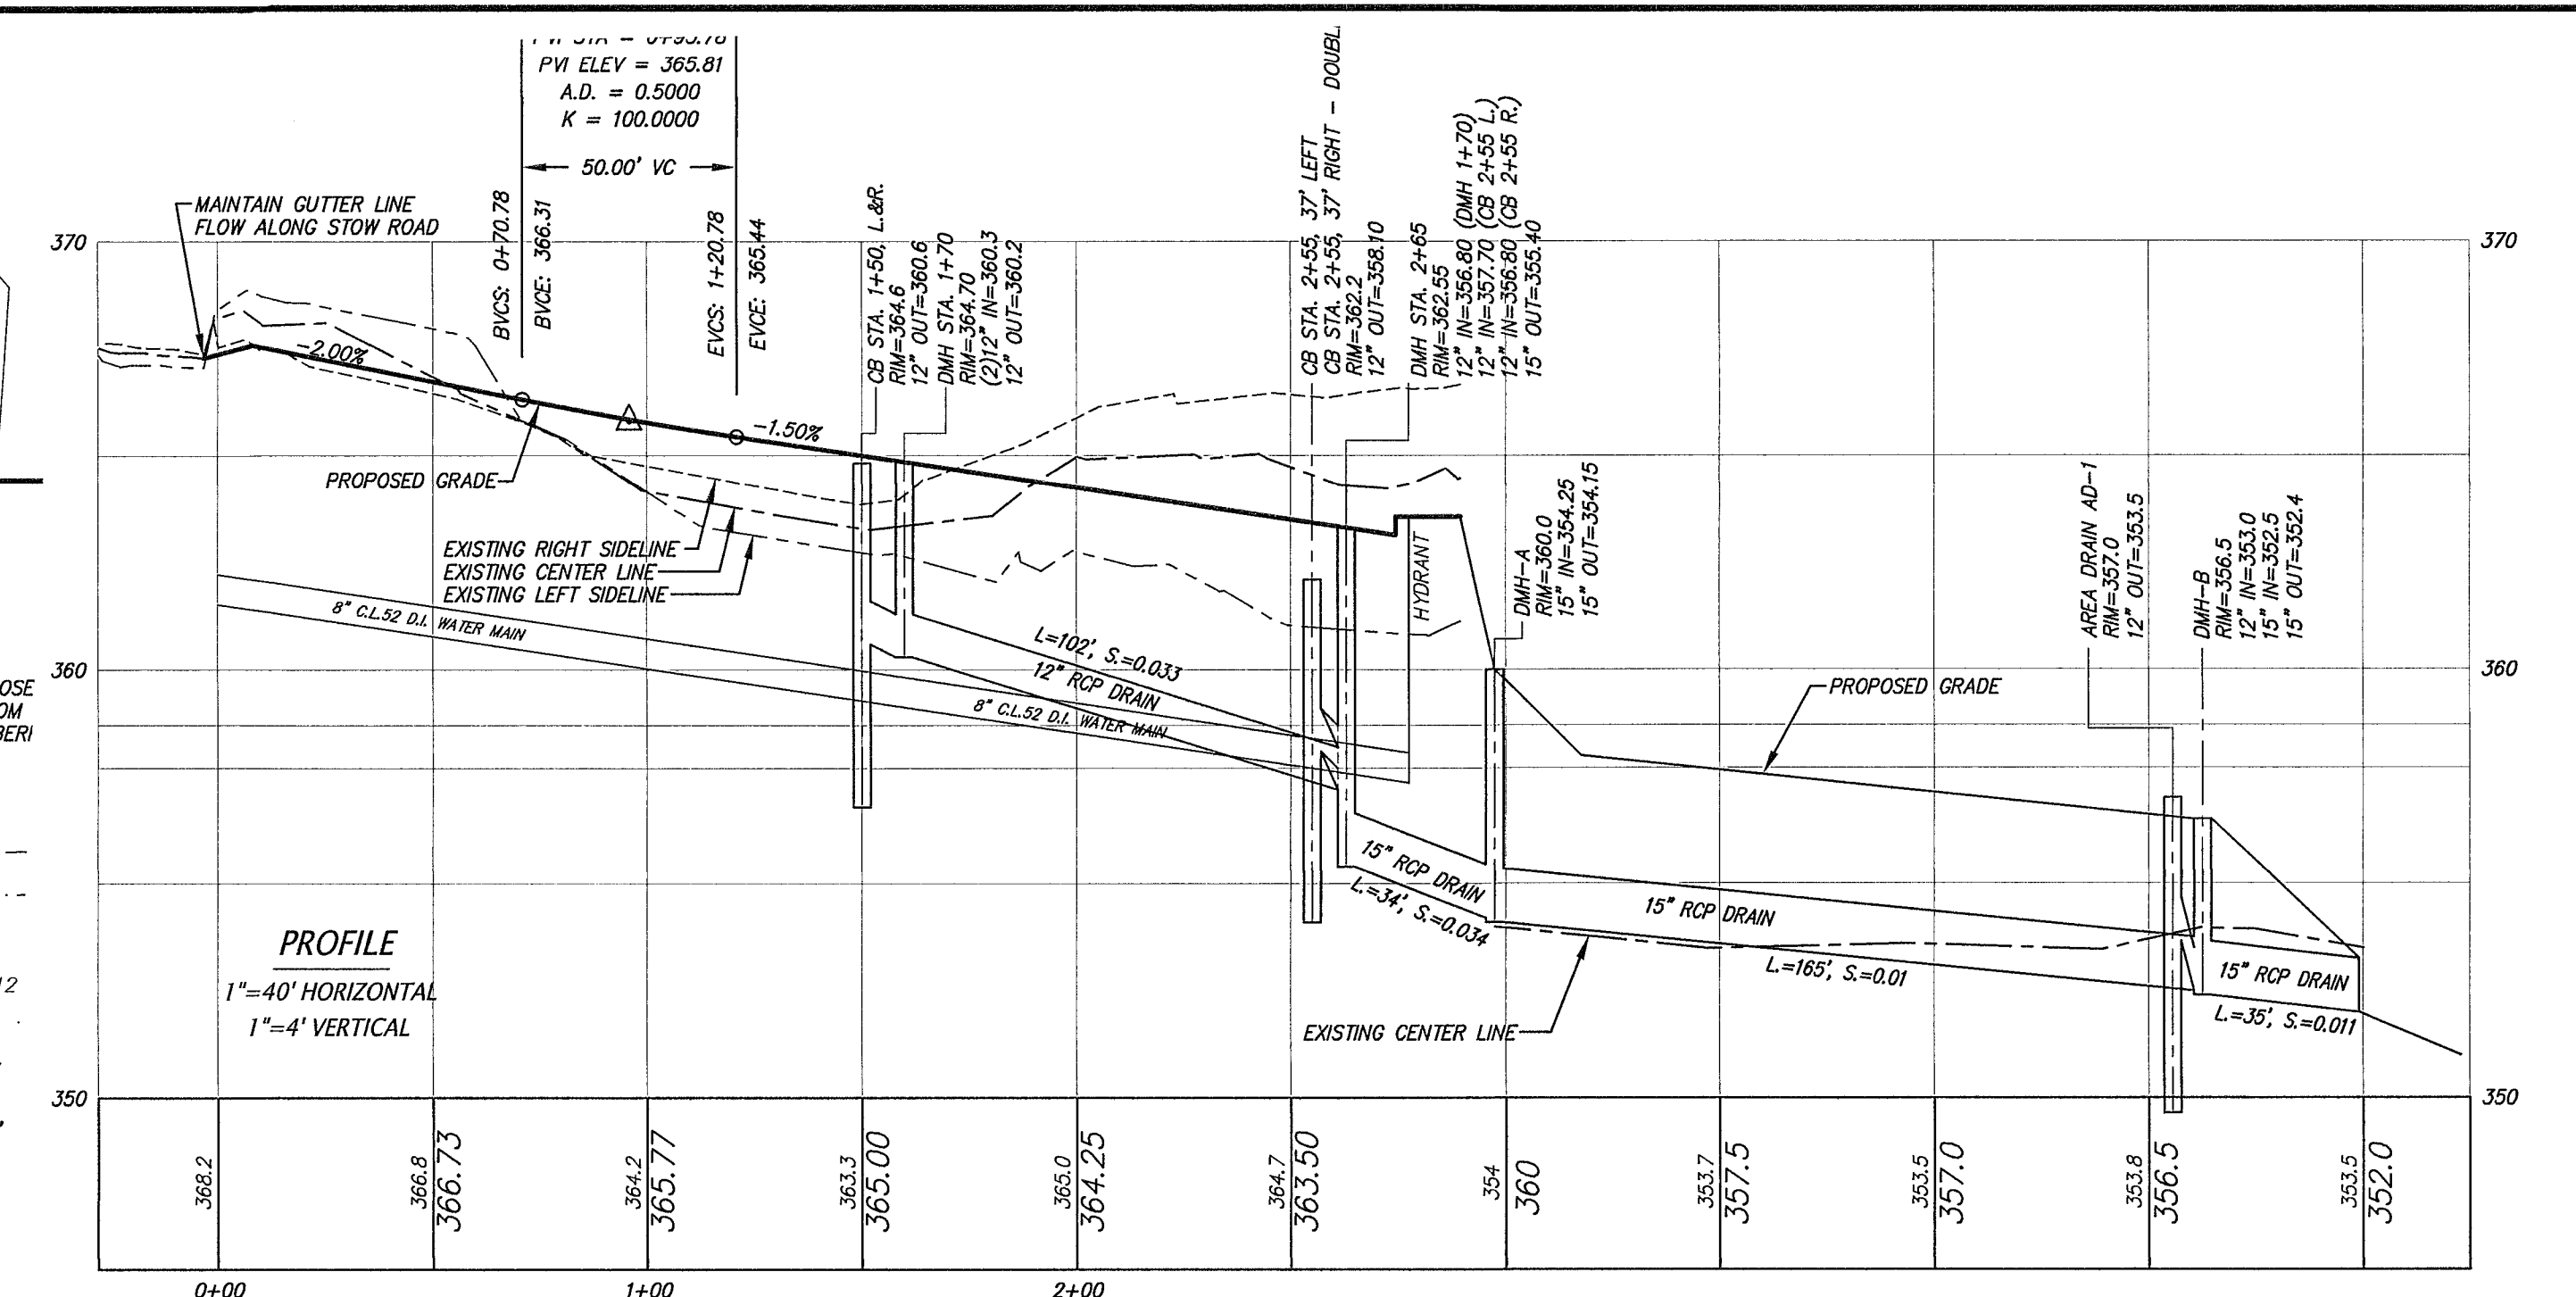 PVI STA = 0+95.78
PVI ELEV = 365.81
A.D. = 0.5000
K = 100.0000
50.00' VC
BVCS: 0+70.78
BVCE: 366.31
EVCS: 1+20.78
EVCE: 365.44
MAINTAIN GUTTER LINE
FLOW ALONG STOW ROAD
370
370
-2.00%
-1.50%
PROPOSED GRADE
CB STA. 1+50, L.&R.
RIM=364.6
12" OUT=360.6
DMH STA. 1+70
RIM=364.70
(2)12" IN=360.3
12" OUT=360.2
CB STA. 2+55, 37' LEFT
CB STA. 2+55, 37' RIGHT - DOUBL
RIM=362.2
12" OUT=358.10
DMH STA. 2+65
RIM=362.55
12" IN=356.80 (DMH 1+70)
12" IN=357.70 (CB 2+55 L.)
12" IN=356.80 (CB 2+55 R.)
15" OUT=355.40
HYDRANT
DMH-A
RIM=360.0
15" IN=354.25
15" OUT=354.15
AREA DRAIN AD-1
RIM=357.0
12" OUT=353.5
DMH-B
RIM=356.5
12" IN=353.0
15" IN=352.5
15" OUT=352.4
EXISTING RIGHT SIDELINE
EXISTING CENTER LINE
EXISTING LEFT SIDELINE
8" C.L.52 D.I. WATER MAIN
L=102', S.=0.033
12" RCP DRAIN
8" C.L.52 D.I. WATER MAIN
360
360
PROPOSED GRADE
OSE
OM
BERI
15" RCP DRAIN
L.=34', S.=0.034
15" RCP DRAIN
L.=165', S.=0.01
EXISTING CENTER LINE
15" RCP DRAIN
L.=35', S.=0.011
PROFILE
1"=40' HORIZONTAL
1"=4' VERTICAL
12
350
350
368.2
366.8
366.73
364.2
365.77
363.3
365.00
365.0
364.25
364.7
363.50
354
360
353.7
357.5
353.5
357.0
353.8
356.5
353.5
352.0
0+00
1+00
2+00